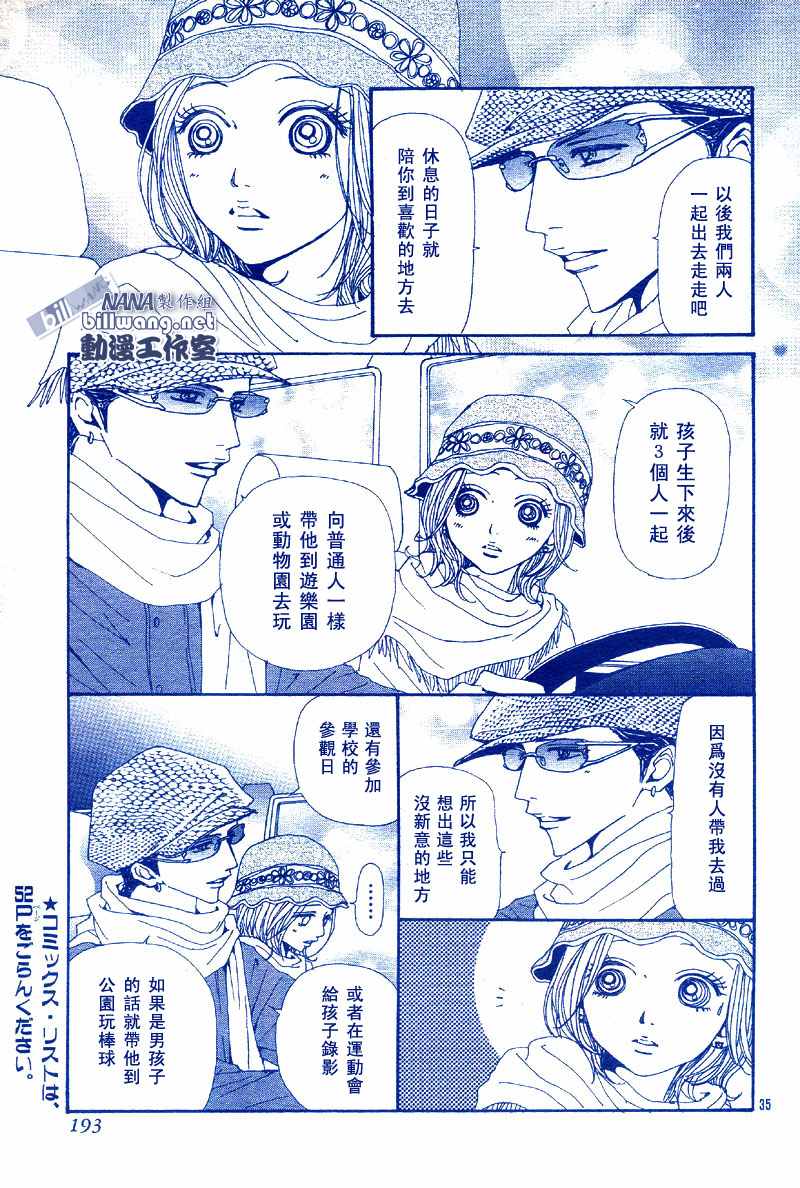 以後我們兩人
一起出去走走吧
休息的日子就
陪你到喜歡的地方去
NANA製作組
billwang.net
動漫工作室
孩子生下來後
就3個人一起
向普通人一樣
帶他到遊樂園
或動物園去玩
因爲沒有人帶我去過
所以我只能
想出這些
沒新意的地方
還有參加
學校的
參觀日
……
或者在運動會
給孩子錄影
如果是男孩子
的話就帶他到
公園玩棒球
★コミックス・リストは、
52Pをごらんください。
35
193